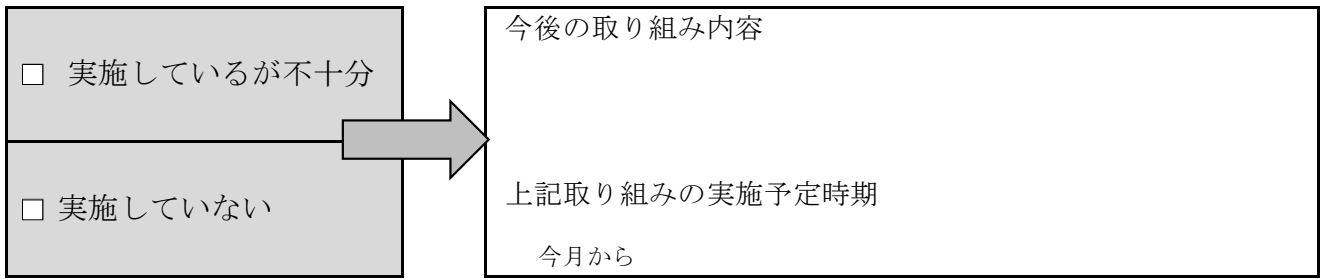 □ 実施しているが不十分
□ 実施していない
今後の取り組み内容
上記取り組みの実施予定時期
今月から